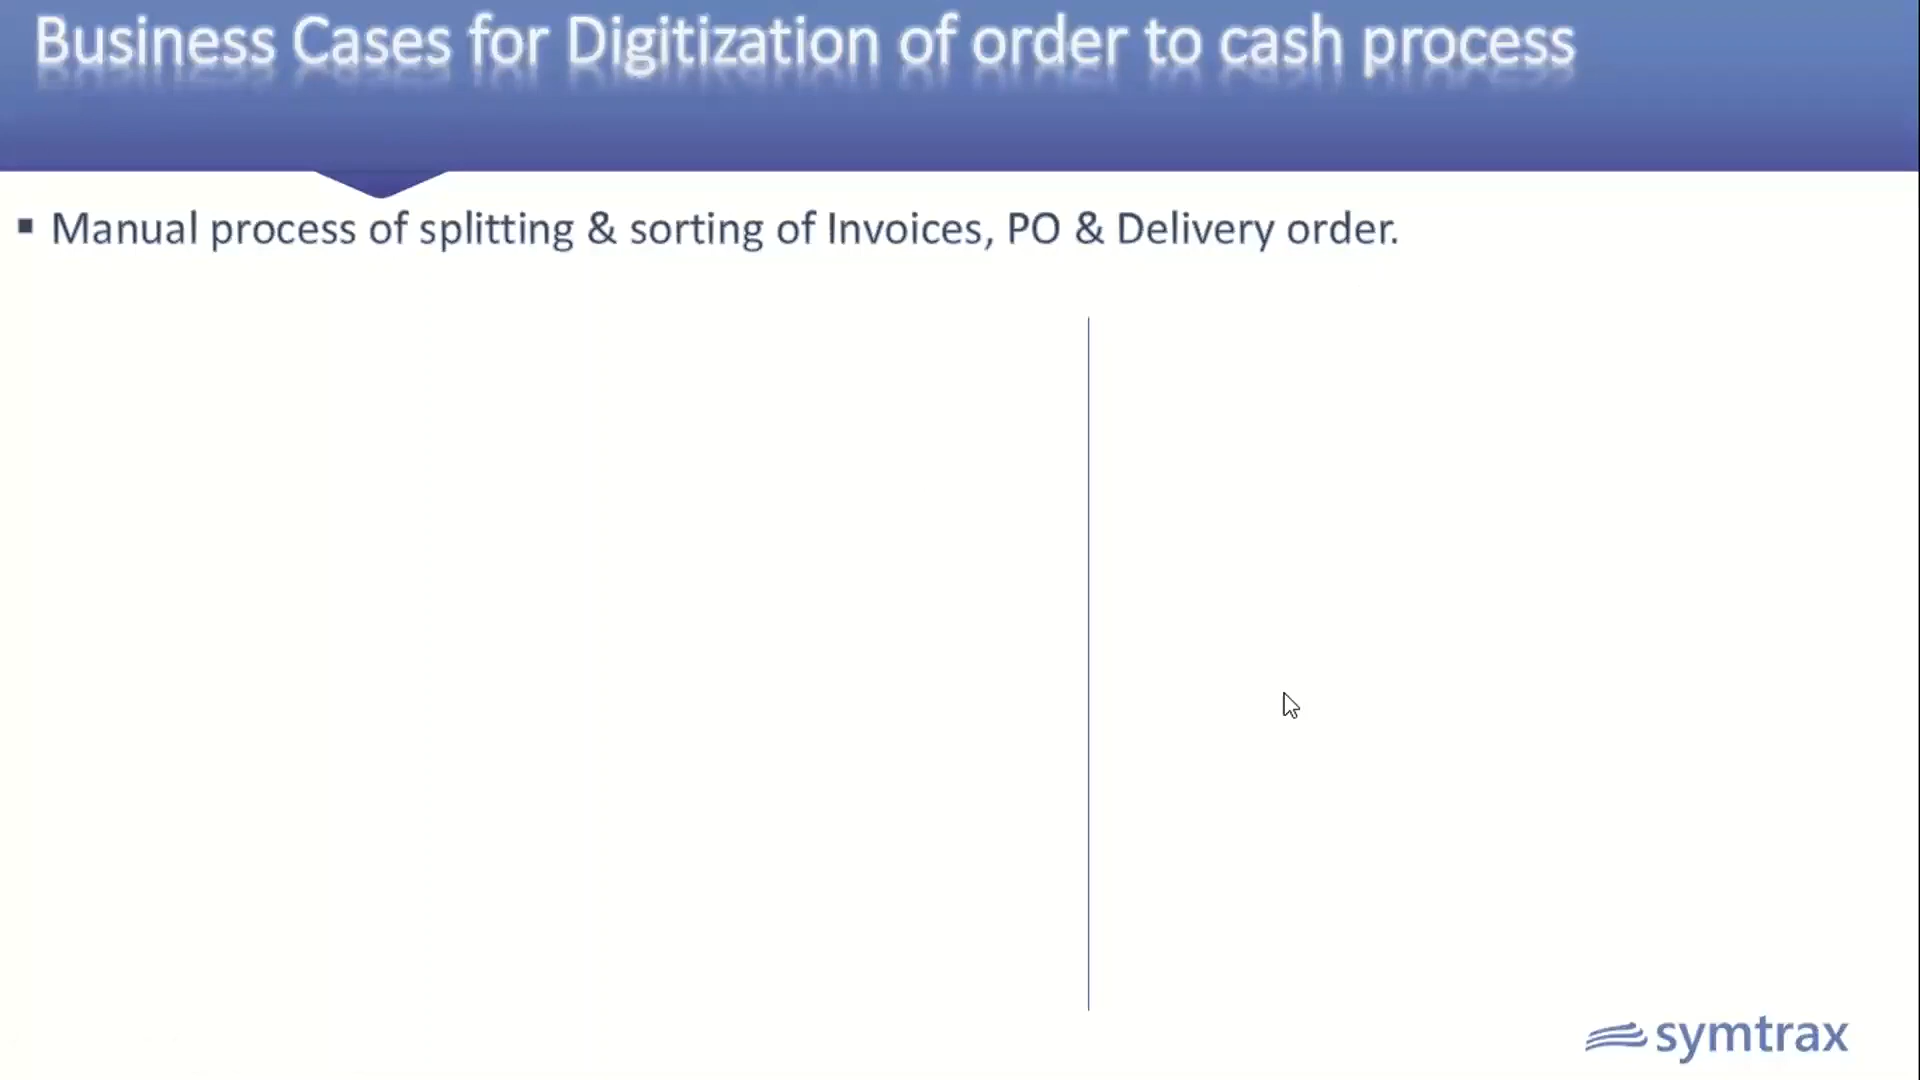 Business Cases for Digitization of order to cash process
▪ Manual process of splitting & sorting of Invoices, PO & Delivery order.
symtrax